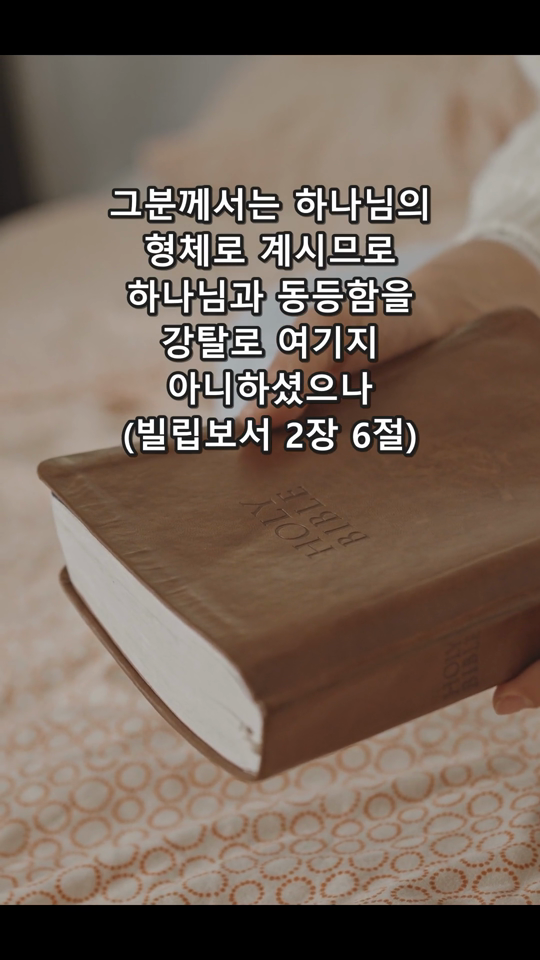 그분께서는 하나님의
형체로 계시므로
하나님과 동등함을
강탈로 여기지
아니하셨으나
(빌립보서 2장 6절)
HOLY
BIBLE
HOLY
BIBLE